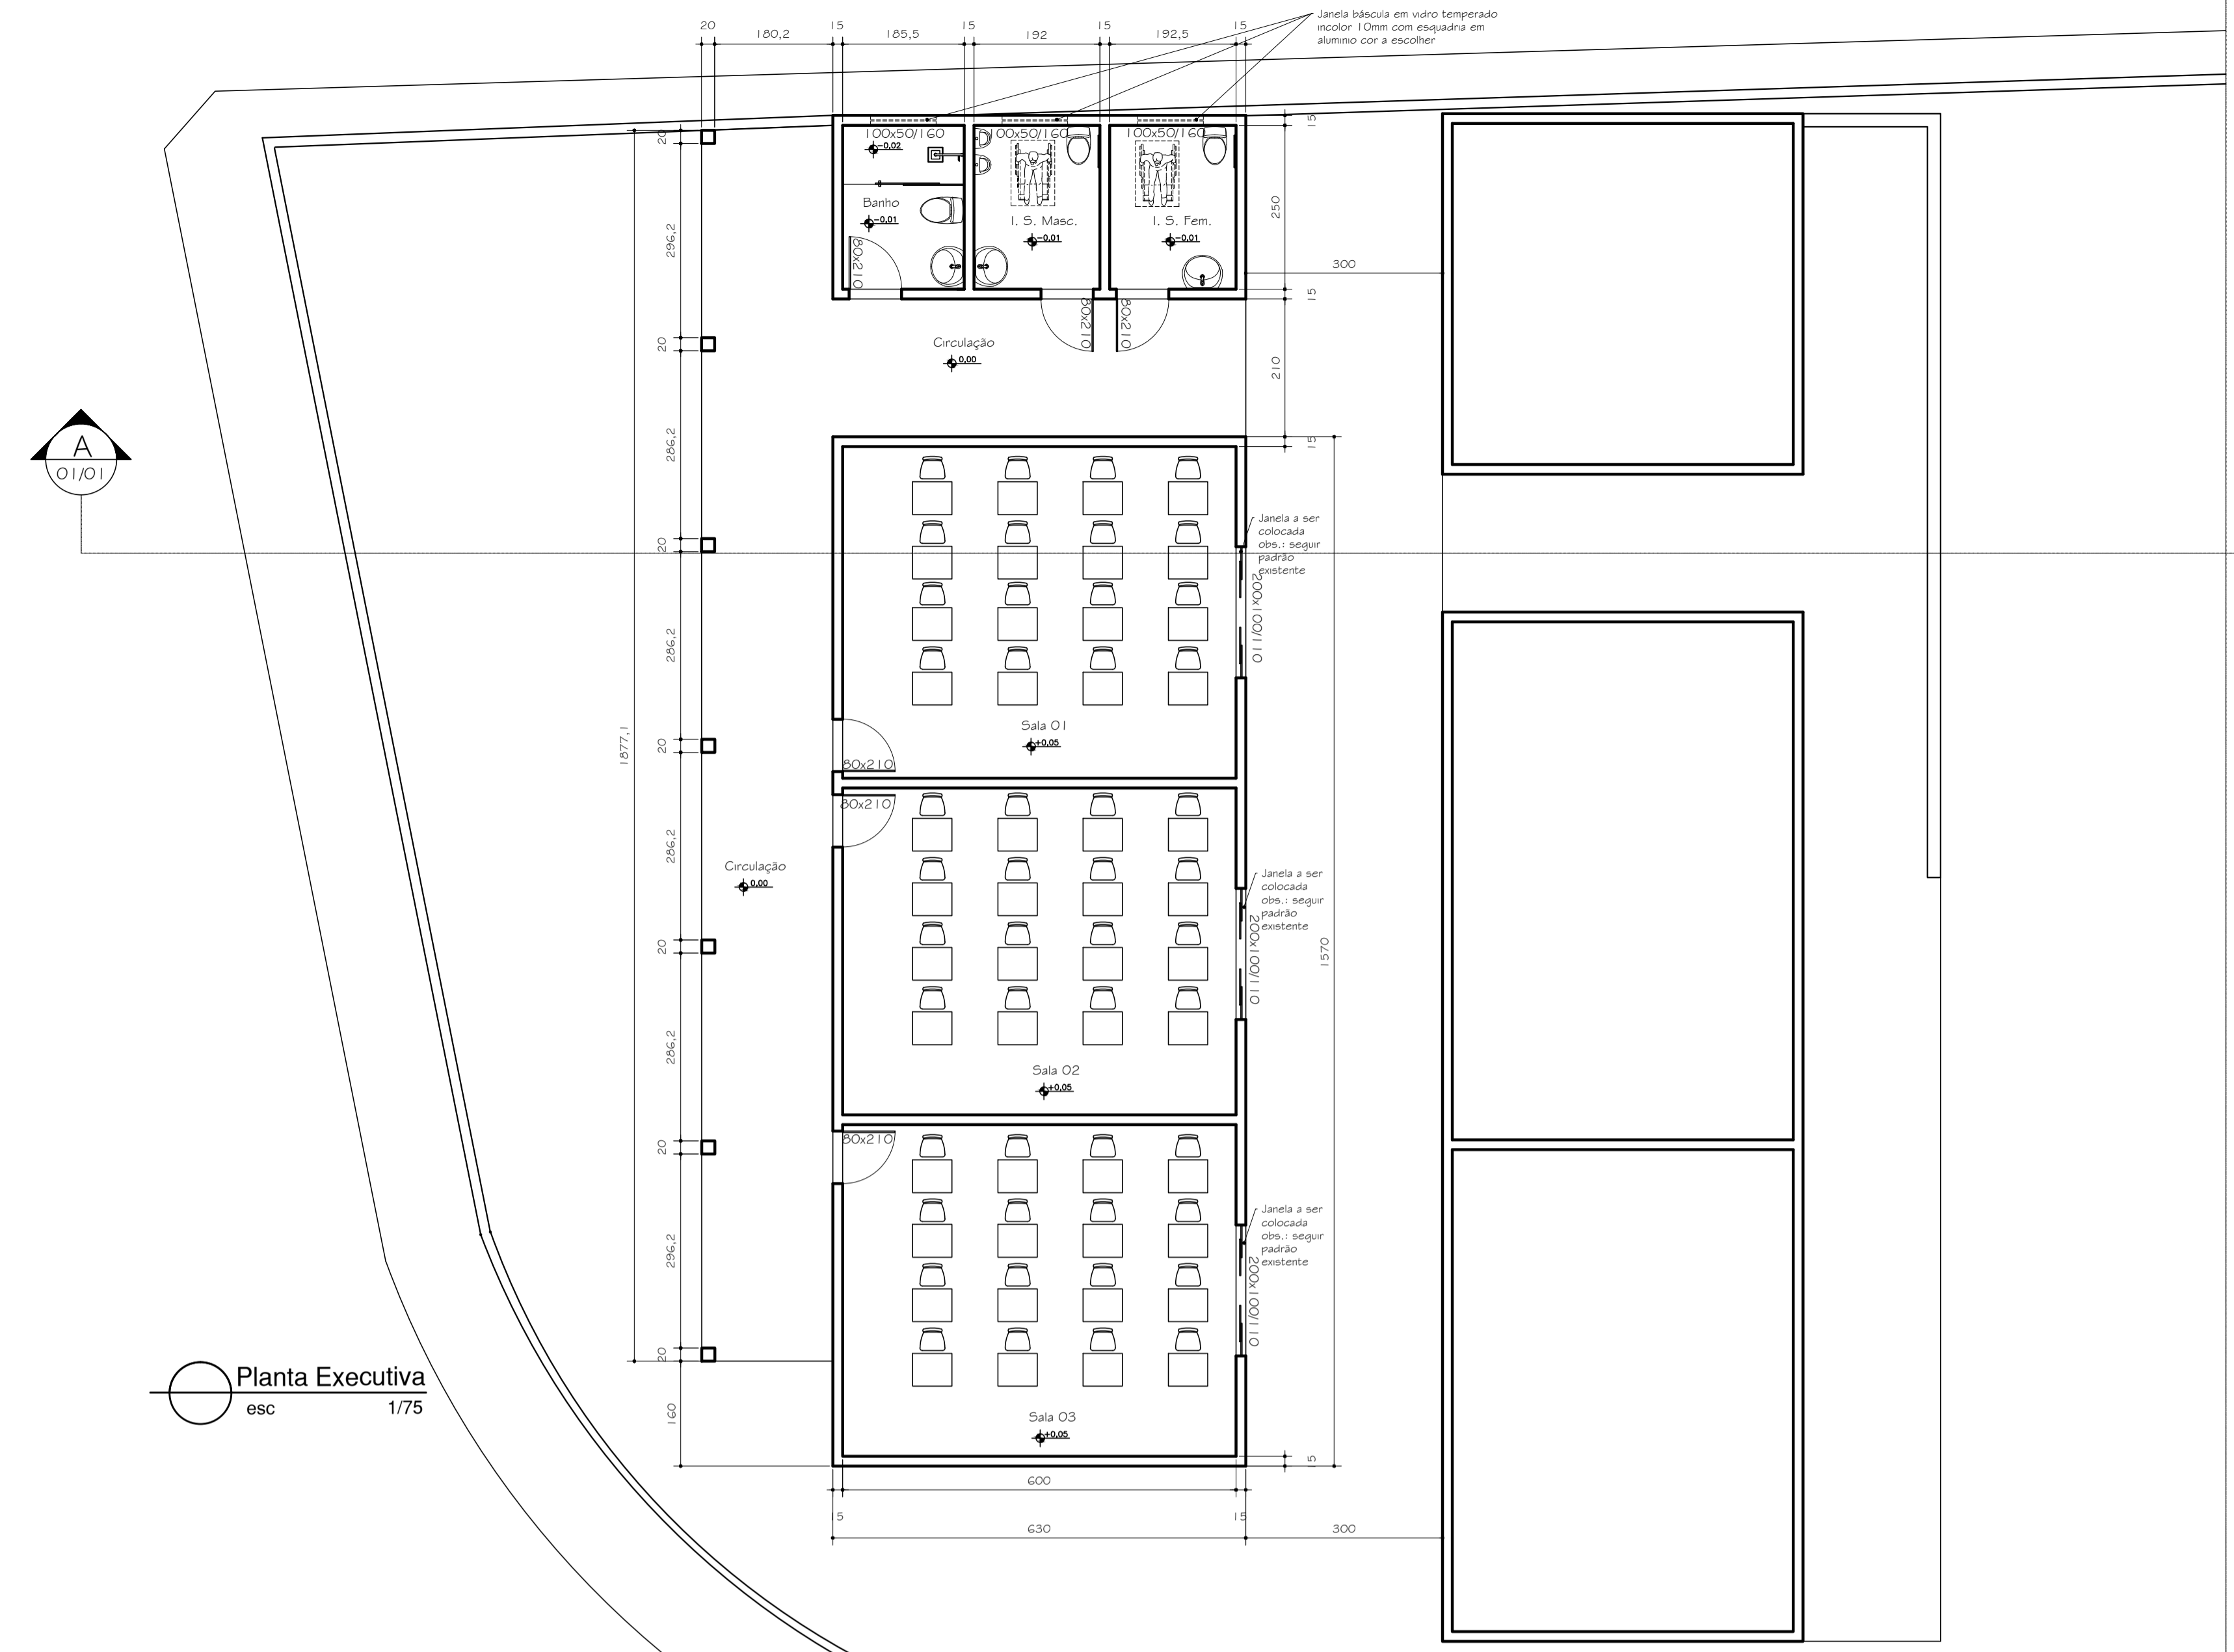 20
180,2
15
185,5
15
192
15
192,5
15
Janela báscula em vidro temperado
incolor 10mm com esquadria em
aluminio cor a escolher
20
296,2
20
286,2
20
286,2
20
286,2
20
286,2
20
296,2
20
160
1877,1
100x50/160
100x50/160
100x50/160
-0,02
Banho
-0,01
80x210
I. S. Masc.
-0,01
80x210
I. S. Fem.
-0,01
80x210
15
250
15
210
15
300
Circulação
0,00
A
01/01
Janela a ser
colocada
obs.: seguir
padrão
existente
200x100/110
Sala 01
+0,05
80x210
80x210
Circulação
0,00
Janela a ser
colocada
obs.: seguir
padrão
existente
200x100/110
1570
Sala 02
+0,05
80x210
Janela a ser
colocada
obs.: seguir
padrão
existente
200x100/110
Sala 03
+0,05
15
600
15
15
630
300
Planta Executiva
esc 1/75